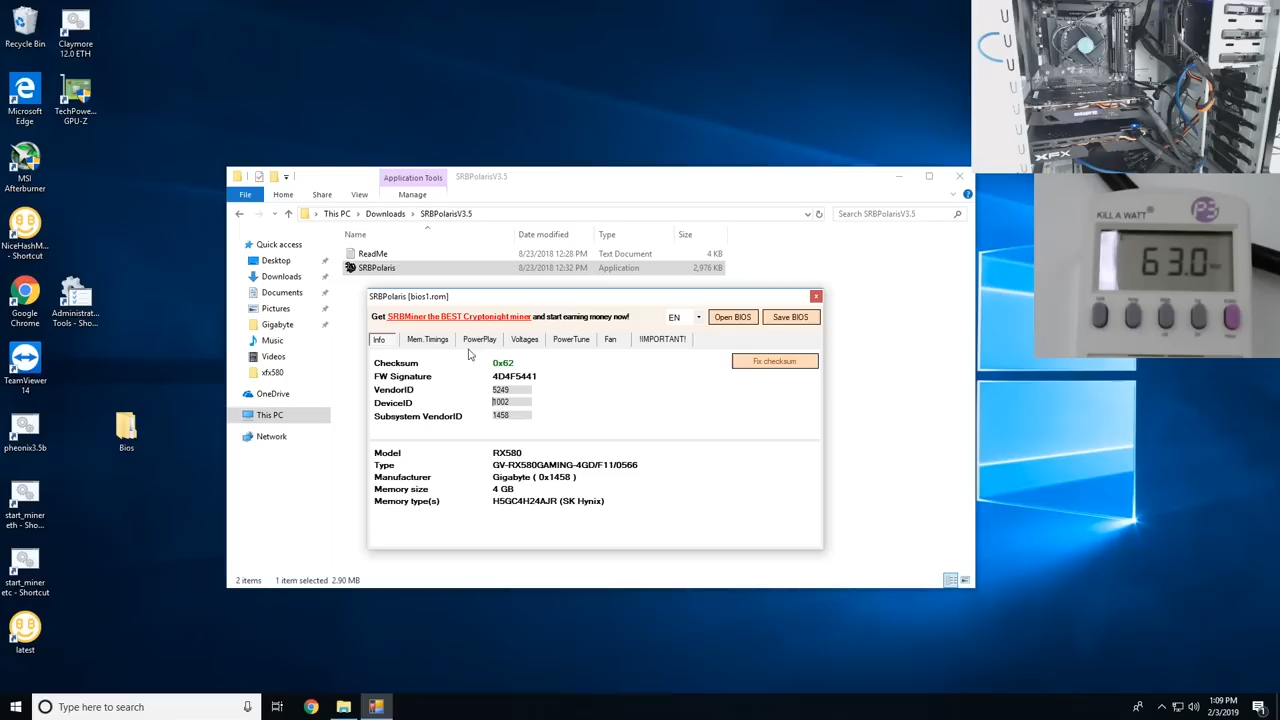 Recycle Bin
Claymore
12.0 ETH
Microsoft
Edge
TechPowe...
GPU-Z
MSI
Afterburner
NiceHashM...
- Shortcut
Google
Chrome
Administrat...
Tools - Sho...
TeamViewer
14
pheonix3.5b
Bios
start_miner
eth - Sho...
start_miner
etc - Shortcut
latest
Application Tools
SRBPolarisV3.5
File
Home
Share
View
Manage
This PC
Downloads
SRBPolarisV3.5
Search SRBPolarisV3.5
Quick access
Desktop
Downloads
Documents
Pictures
Gigabyte
Music
Videos
xfx580
OneDrive
This PC
Network
Name
Date modified
Type
Size
ReadMe
8/23/2018 12:28 PM
Text Document
4 KB
SRBPolaris
8/23/2018 12:32 PM
Application
2,976 KB
SRBPolaris [bios1.rom]
Get SRBMiner the BEST Cryptonight miner and start earning money now!
EN
Open BIOS
Save BIOS
Info
Mem.Timings
PowerPlay
Voltages
PowerTune
Fan
!IMPORTANT!
Checksum 0x62
Fix checksum
FW Signature 4D4F5441
VendorID 5249
DeviceID 1002
Subsystem VendorID 1458
Model RX580
Type GV-RX580GAMING-4GD/F11/0566
Manufacturer Gigabyte ( 0x1458 )
Memory size 4 GB
Memory type(s) H5GC4H24AJR (SK Hynix)
2 items
1 item selected 2.90 MB
XFX
KILL A WATT
P3
63.0
Type here to search
1:09 PM
2/3/2019